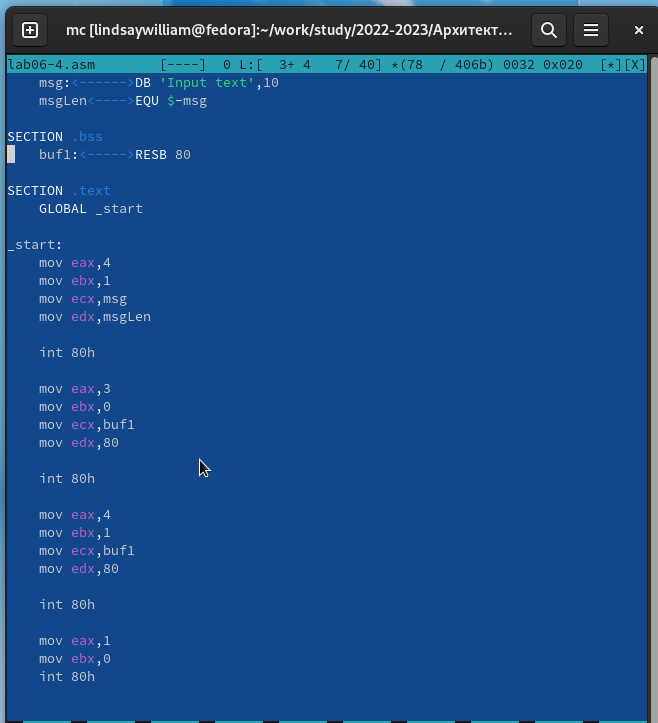 mc [lindsaywilliam@fedora]:~/work/study/2022-2023/Архитект...
lab06-4.asm [----] 0 L:[ 3+ 4 7/ 40] *(78 / 406b) 0032 0x020 [*][X]
msg:<------>DB 'Input text',10
msgLen<---->EQU $-msg
SECTION .bss
buf1:<----->RESB 80
SECTION .text
GLOBAL _start
_start:
mov eax,4
mov ebx,1
mov ecx,msg
mov edx,msgLen
int 80h
mov eax,3
mov ebx,0
mov ecx,buf1
mov edx,80
int 80h
mov eax,4
mov ebx,1
mov ecx,buf1
mov edx,80
int 80h
mov eax,1
mov ebx,0
int 80h